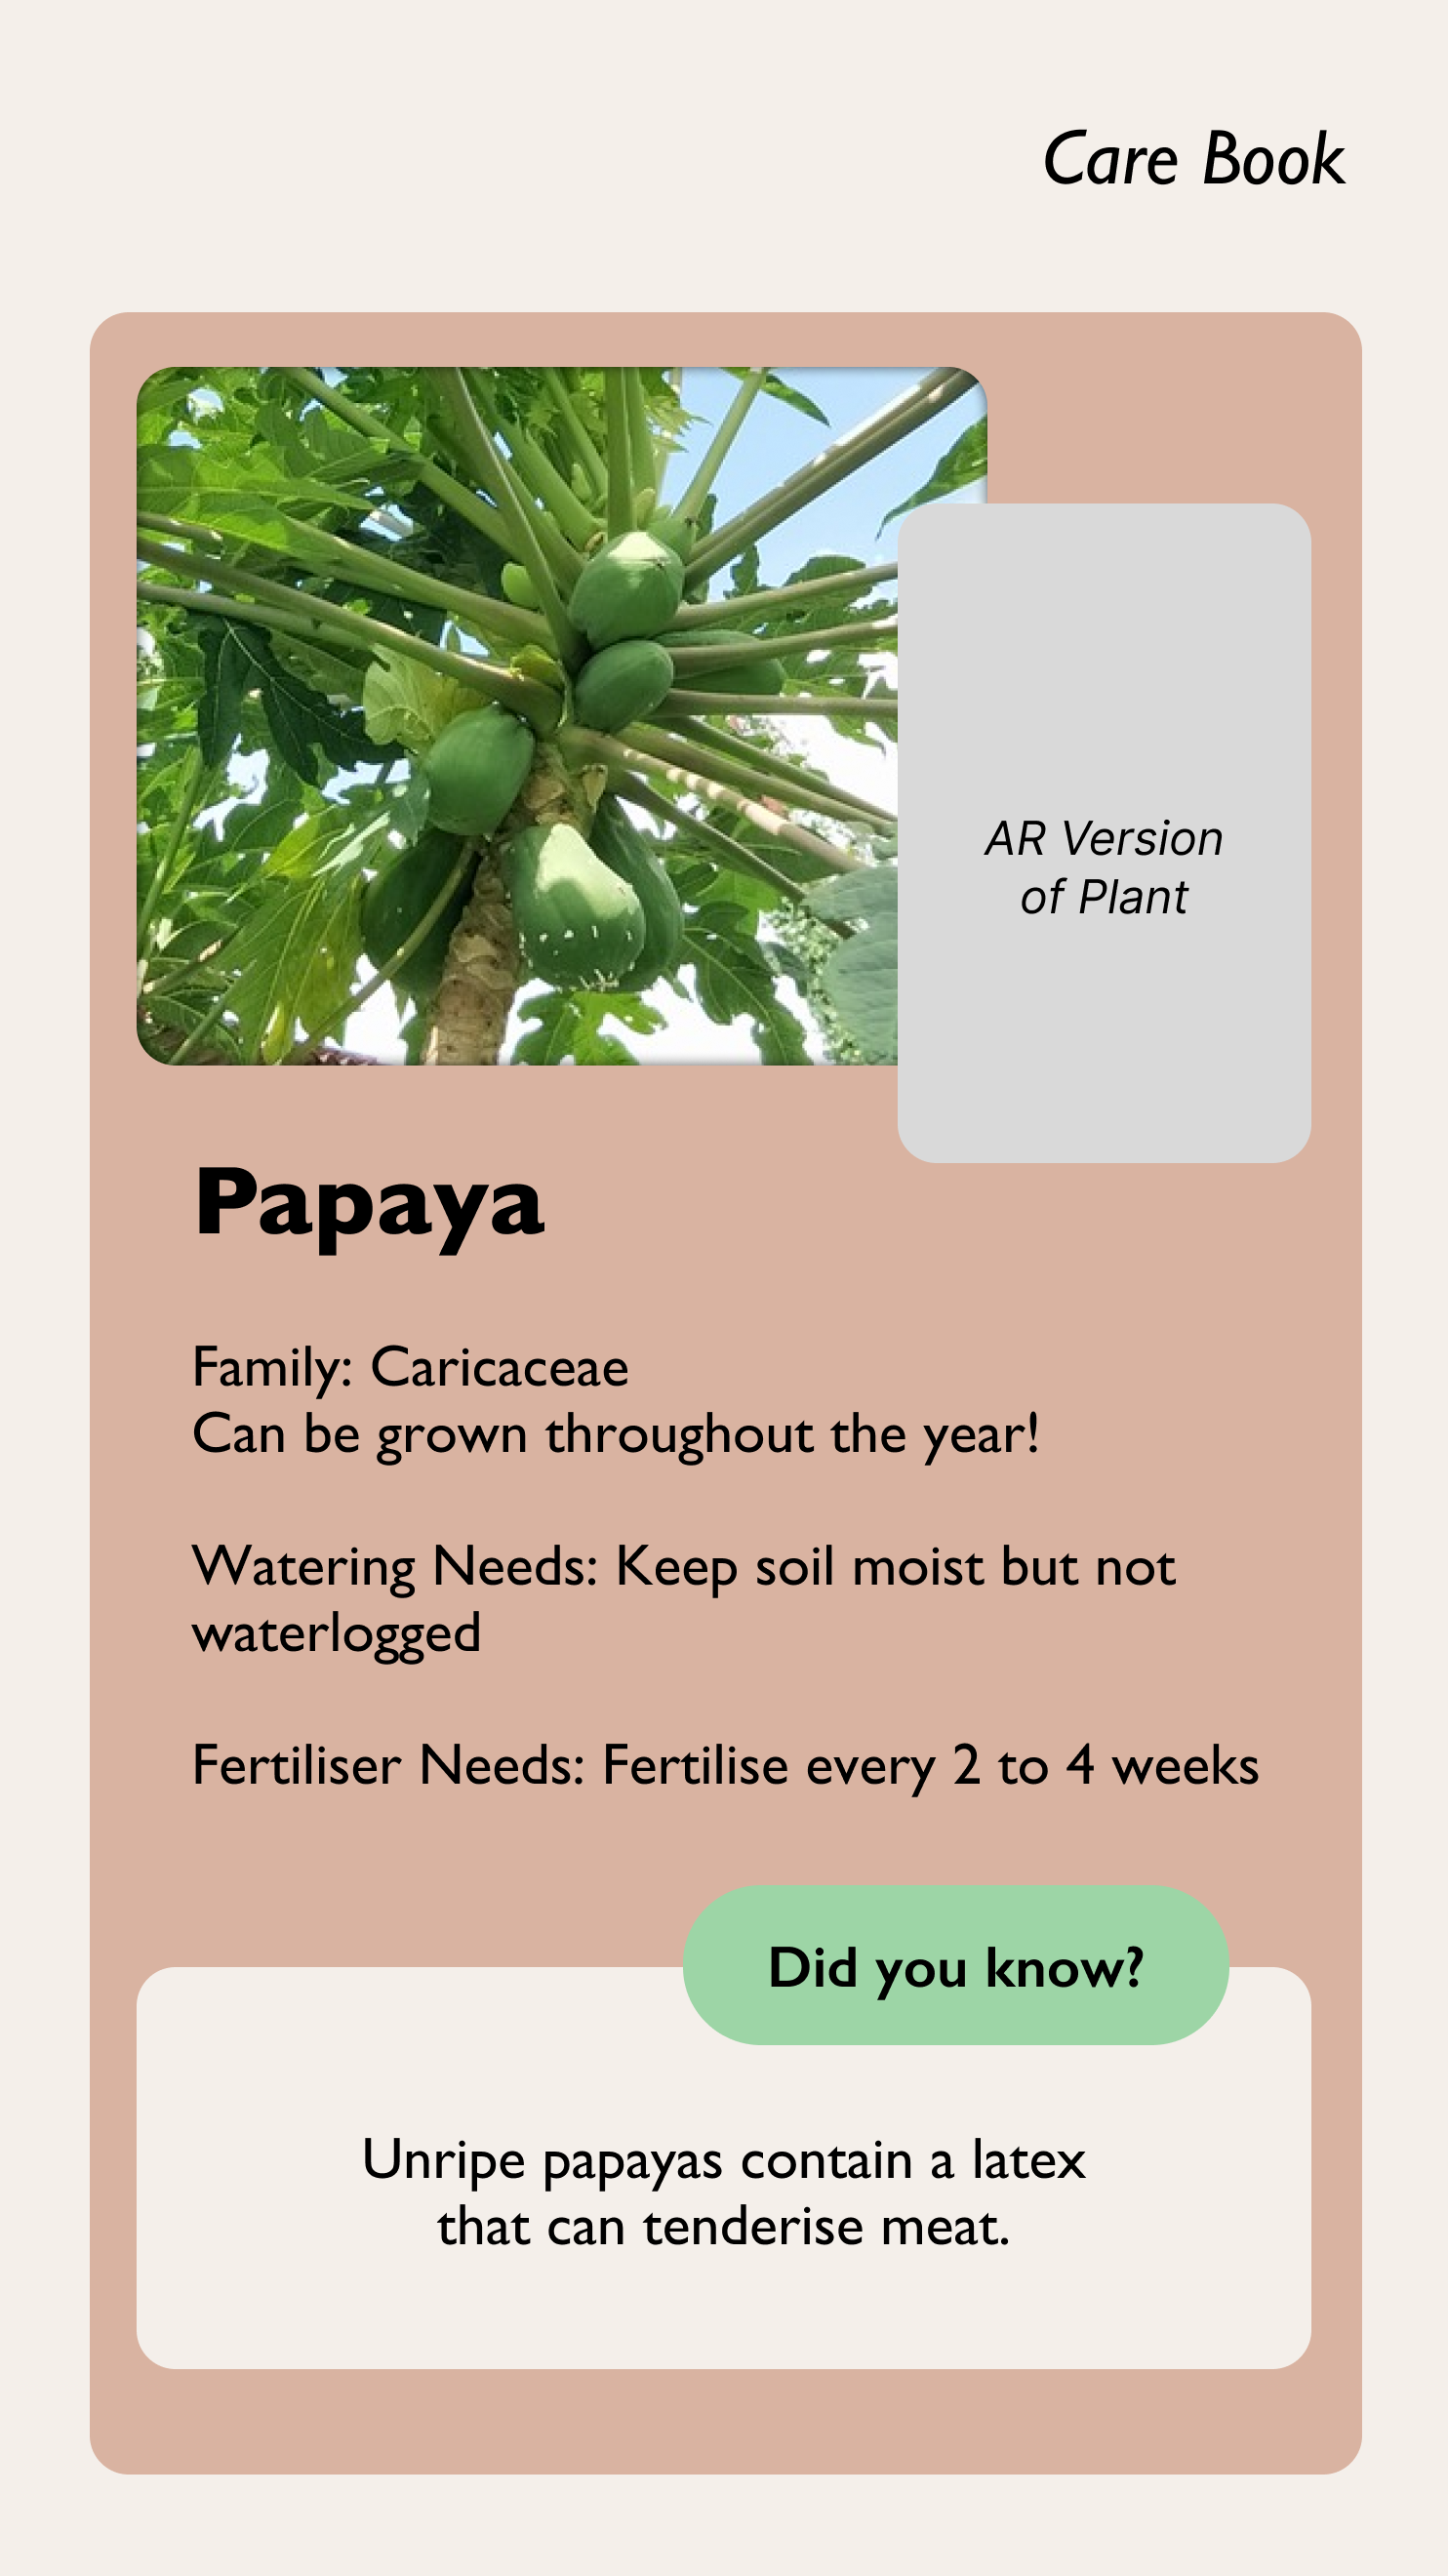 Care Book
AR Version
of Plant
Papaya
Family: Caricaceae
Can be grown throughout the year!
Watering Needs: Keep soil moist but not
waterlogged
Fertiliser Needs: Fertilise every 2 to 4 weeks
Did you know?
Unripe papayas contain a latex
that can tenderise meat.